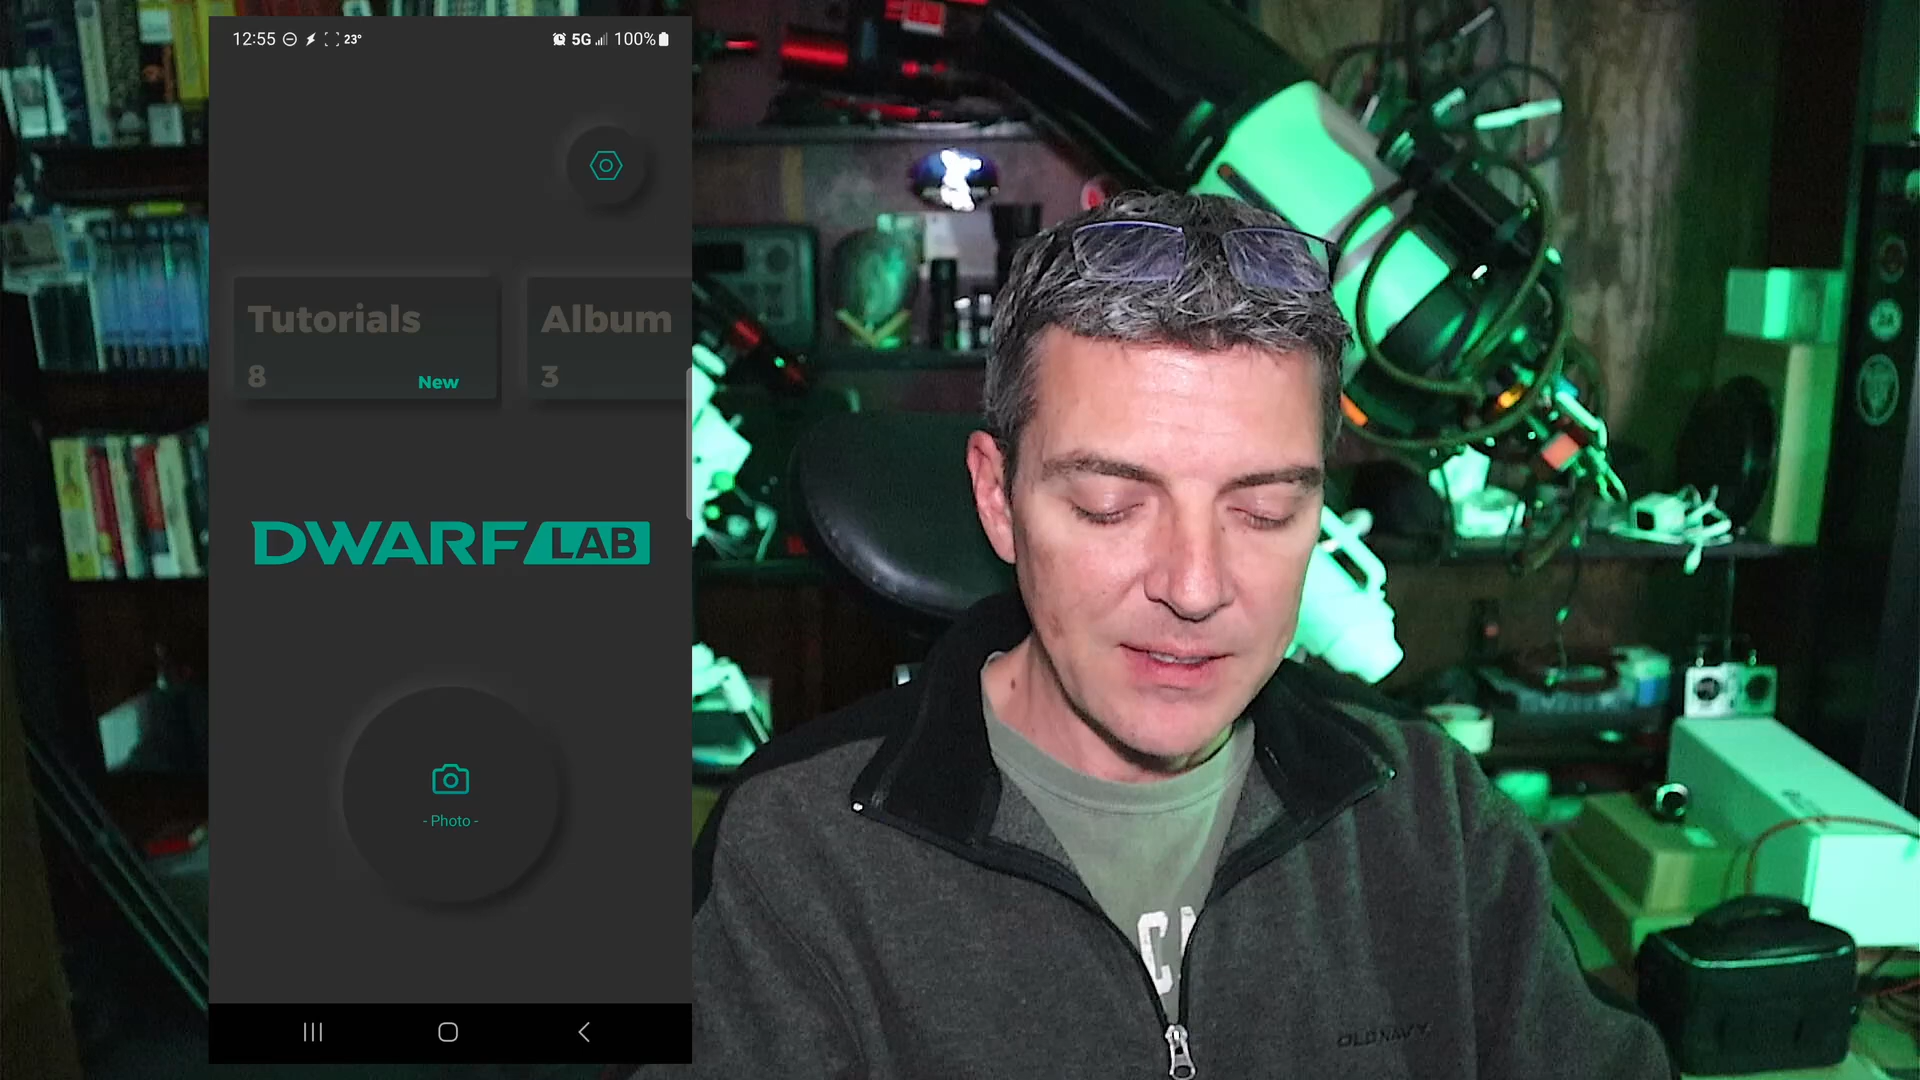 12:55 23°
5G 100%
Tutorials
8
New
Album
3
DWARF LAB
- Photo -
OLD NAVY